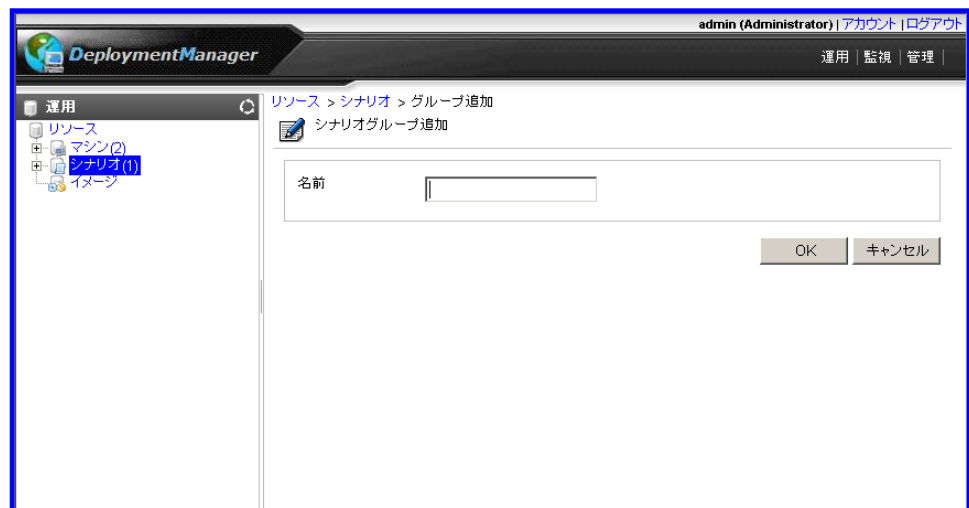 admin (Administrator) | アカウント | ログアウト
DeploymentManager
運用 | 監視 | 管理 |
運用
リソース
マシン(2)
シナリオ(1)
イメージ
リソース > シナリオ > グループ追加
シナリオグループ追加
名前
OK キャンセル